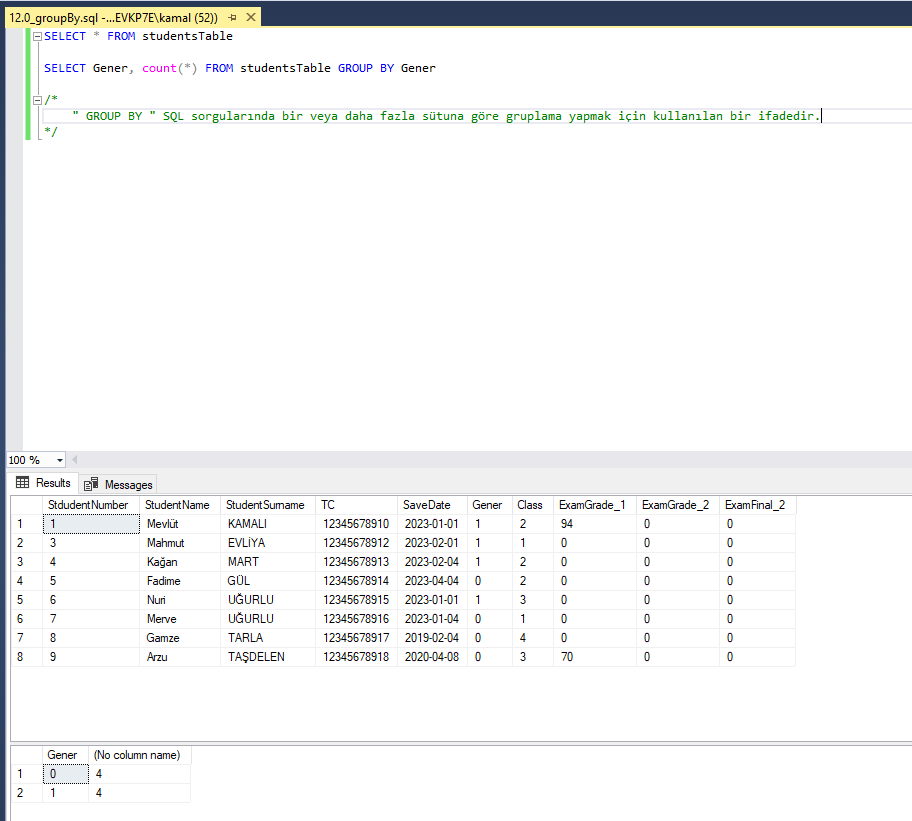 12.0_groupBy.sql -...EVKP7E\kamal (52))
SELECT * FROM studentsTable
SELECT Gener, count(*) FROM studentsTable GROUP BY Gener
/*
" GROUP BY " SQL sorgularında bir veya daha fazla sütuna göre gruplama yapmak için kullanılan bir ifadedir.
*/
100 %
Results Messages
StdudentNumber StudentName StudentSurname TC SaveDate Gener Class ExamGrade_1 ExamGrade_2 ExamFinal_2
1 1 Mevlüt KAMALI 12345678910 2023-01-01 1 2 94 0 0
2 3 Mahmut EVLİYA 12345678912 2023-02-01 1 1 0 0 0
3 4 Kağan MART 12345678913 2023-02-04 1 2 0 0 0
4 5 Fadime GÜL 12345678914 2023-04-04 0 2 0 0 0
5 6 Nuri UĞURLU 12345678915 2023-01-01 1 3 0 0 0
6 7 Merve UĞURLU 12345678916 2023-01-04 0 1 0 0 0
7 8 Gamze TARLA 12345678917 2019-02-04 0 4 0 0 0
8 9 Arzu TAŞDELEN 12345678918 2020-04-08 0 3 70 0 0
Gener (No column name)
1 0 4
2 1 4